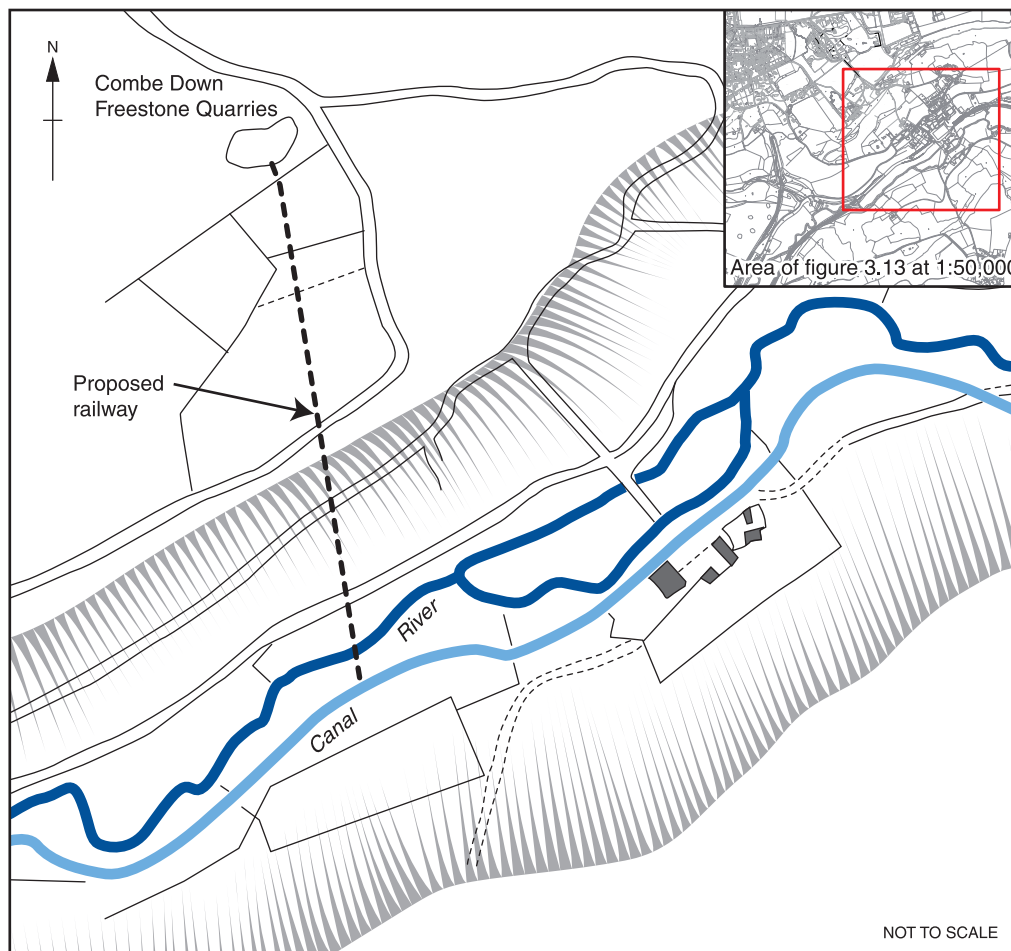 N
Combe Down
Freestone Quarries
Area of figure 3.13 at 1:50,000
Proposed
railway
River
Canal
NOT TO SCALE